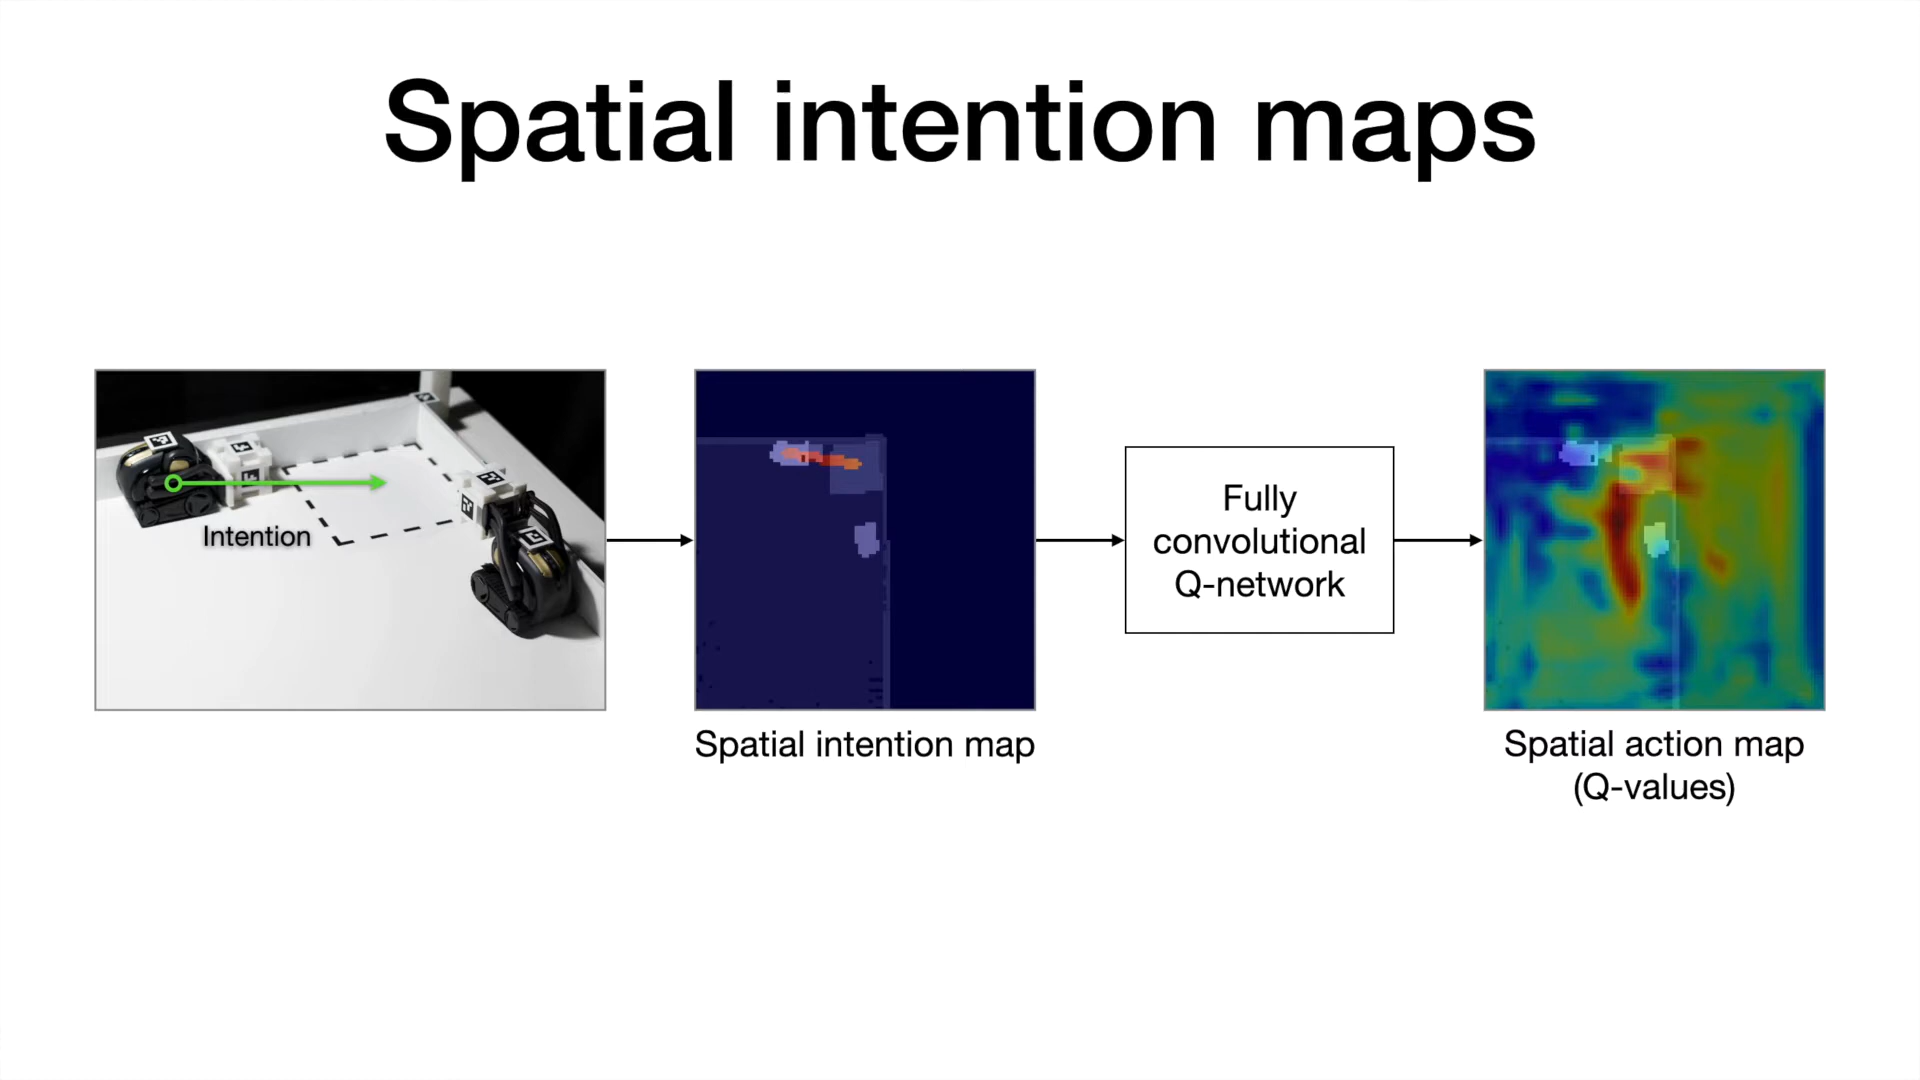 Spatial intention maps
Intention
Fully
convolutional
Q-network
Spatial intention map
Spatial action map
(Q-values)